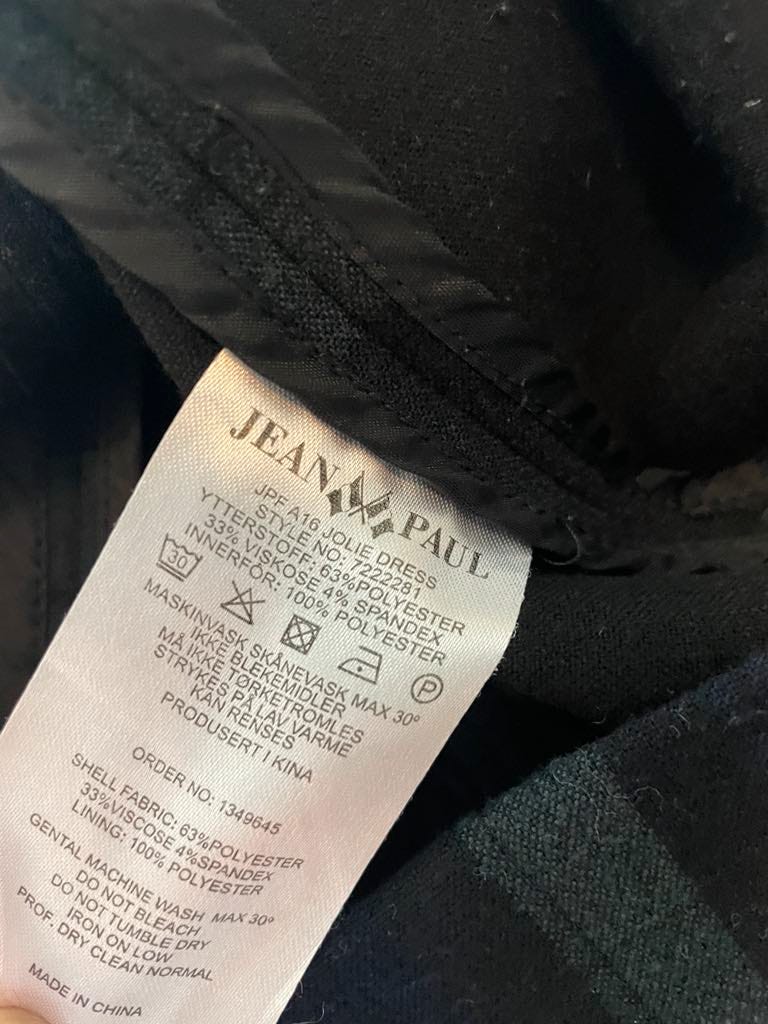 JEAN PAUL
JPF A16 JOLIE DRESS
STYLE NO: 7222281
YTTERSTOFF: 63%POLYESTER
33% VISKOSE 4% SPANDEX
INNERFÔR: 100% POLYESTER
30
P
MASKINVASK SKÅNEVASK MAX 30°
IKKE BLEKEMIDLER
MÅ IKKE TØRKETROMLES
STRYKES PÅ LAV VARME
KAN RENSES
PRODUSERT I KINA
ORDER NO: 1349645
SHELL FABRIC: 63%POLYESTER
33%VISCOSE 4%SPANDEX
LINING: 100% POLYESTER
GENTAL MACHINE WASH MAX 30°
DO NOT BLEACH
DO NOT TUMBLE DRY
IRON ON LOW
PROF. DRY CLEAN NORMAL
MADE IN CHINA